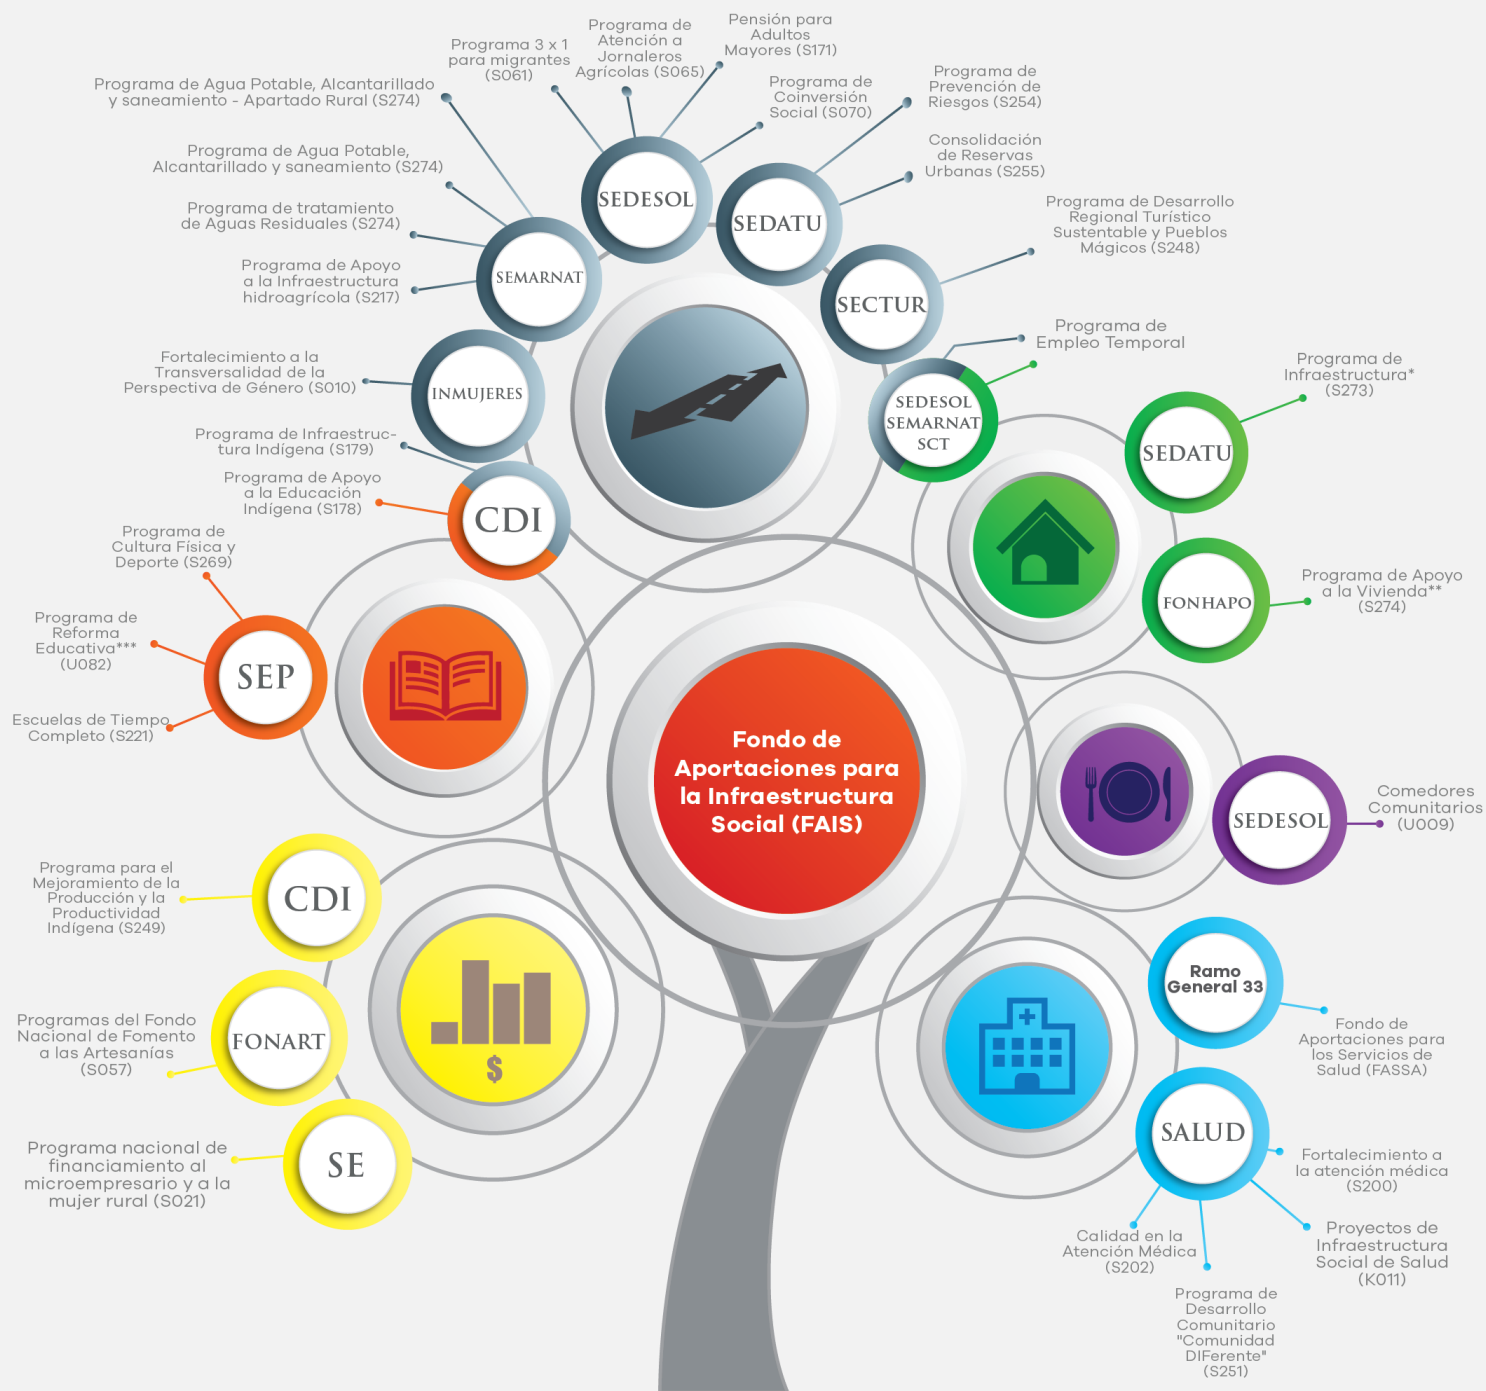 Programa 3 x 1
para migrantes
(S061)
Programa de
Atención a
Jornaleros
Agrícolas (S065)
Pensión para
Adultos
Mayores (S171)
Programa de
Coinversión
Social (S070)
Programa de
Prevención de
Riesgos (S254)
Consolidación
de Reservas
Urbanas (S255)
Programa de Desarrollo
Regional Turístico
Sustentable y Pueblos
Mágicos (S248)
Programa de
Empleo Temporal
Programa de
Infraestructura*
(S273)
Programa de Apoyo
a la Vivienda**
(S274)
Comedores
Comunitarios
(U009)
Programa de Agua Potable, Alcantarillado
y saneamiento - Apartado Rural (S274)
Programa de Agua Potable,
Alcantarillado y saneamiento (S274)
Programa de tratamiento
de Aguas Residuales (S274)
Programa de Apoyo
a la Infraestructura
hidroagrícola (S217)
Fortalecimiento a la
Transversalidad de la
Perspectiva de Género (S010)
Programa de Infraestruc-
tura Indígena (S179)
Programa de Apoyo
a la Educación
Indígena (S178)
Programa de
Cultura Física y
Deporte (S269)
Programa de
Reforma
Educativa***
(U082)
Escuelas de Tiempo
Completo (S221)
SEDESOL
SEDATU
SEMARNAT
SECTUR
INMUJERES
SEDESOL
SEMARNAT
SCT
SEDATU
CDI
FONHAPO
SEP
SEDESOL
Fondo de
Aportaciones para
la Infraestructura
Social (FAIS)
Programa para el
Mejoramiento de la
Producción y la
Productividad
Indígena (S249)
CDI
Programas del Fondo
Nacional de Fomento
a las Artesanías
(S057)
FONART
Programa nacional de
financiamiento al
microempresario y a la
mujer rural (S021)
SE
$
Ramo
General 33
Fondo de
Aportaciones para
los Servicios de
Salud (FASSA)
SALUD
Fortalecimiento a
la atención médica
(S200)
Proyectos de
Infraestructura
Social de Salud
(K011)
Calidad en la
Atención Médica
(S202)
Programa de
Desarrollo
Comunitario
"Comunidad
DIFerente"
(S251)